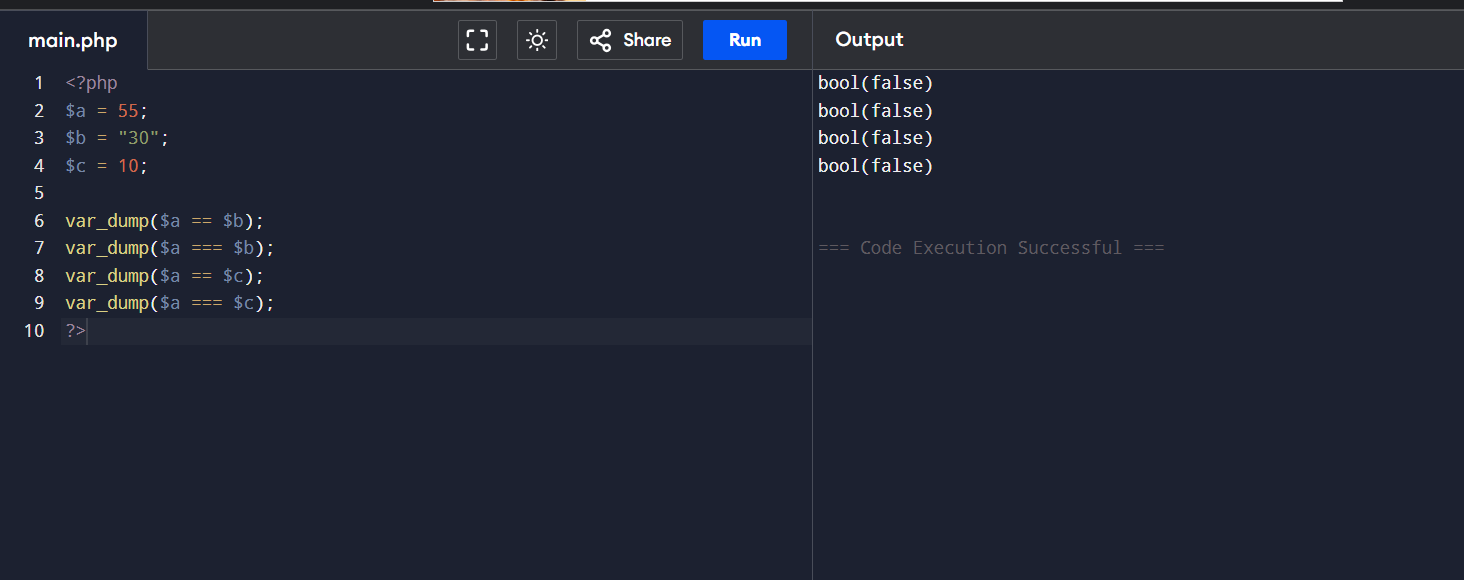 main.php Share Run Output
1 <?php
2 $a = 55;
3 $b = "30";
4 $c = 10;
5
6 var_dump($a == $b);
7 var_dump($a === $b);
8 var_dump($a == $c);
9 var_dump($a === $c);
10 ?>
bool(false)
bool(false)
bool(false)
bool(false)
=== Code Execution Successful ===